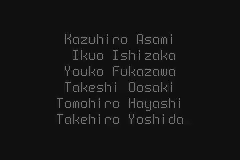 Kazuhiro Asami
Ikuo Ishizaka
Youko Fukazawa
Takeshi Oosaki
Tomohiro Hayashi
Takehiro Yoshida